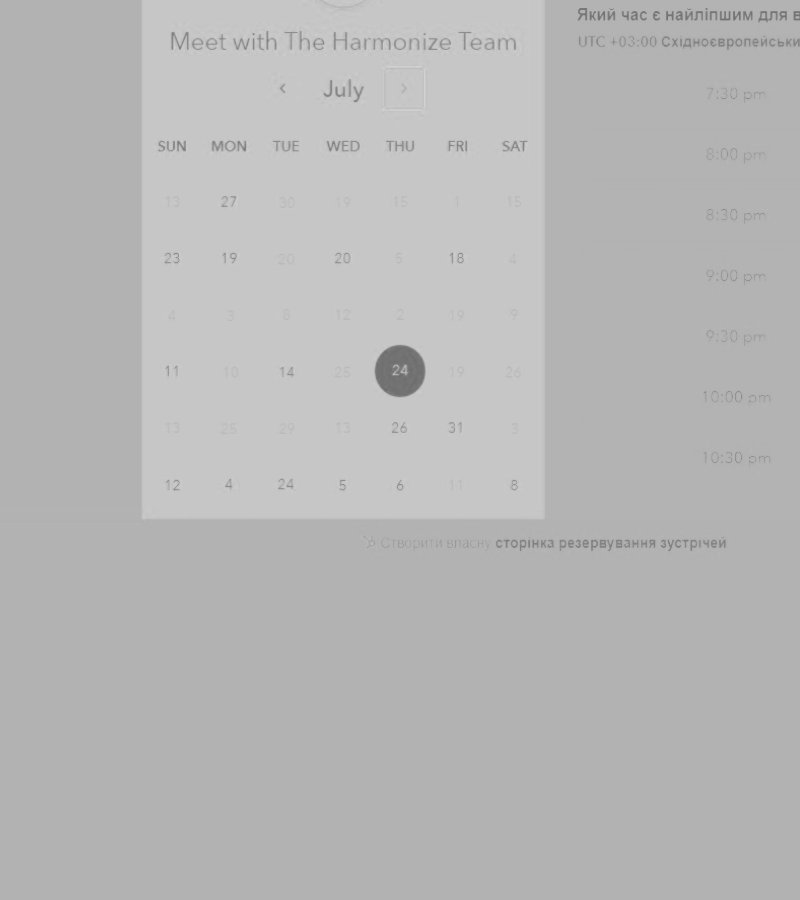 Який час є найліпшим для в
Meet with The Harmonize Team
UTC +03:00 Східноєвропейськи
‹ July ›
SUN MON TUE WED THU FRI SAT
13 27 30 19 15 1 15
23 19 20 20 5 18 4
4 3 8 12 2 19 9
11 10 14 25 24 19 26
13 25 29 13 26 31 3
12 4 24 5 6 11 8
7:30 pm
8:00 pm
8:30 pm
9:00 pm
9:30 pm
10:00 pm
10:30 pm
Створити власну сторінка резервування зустрічей